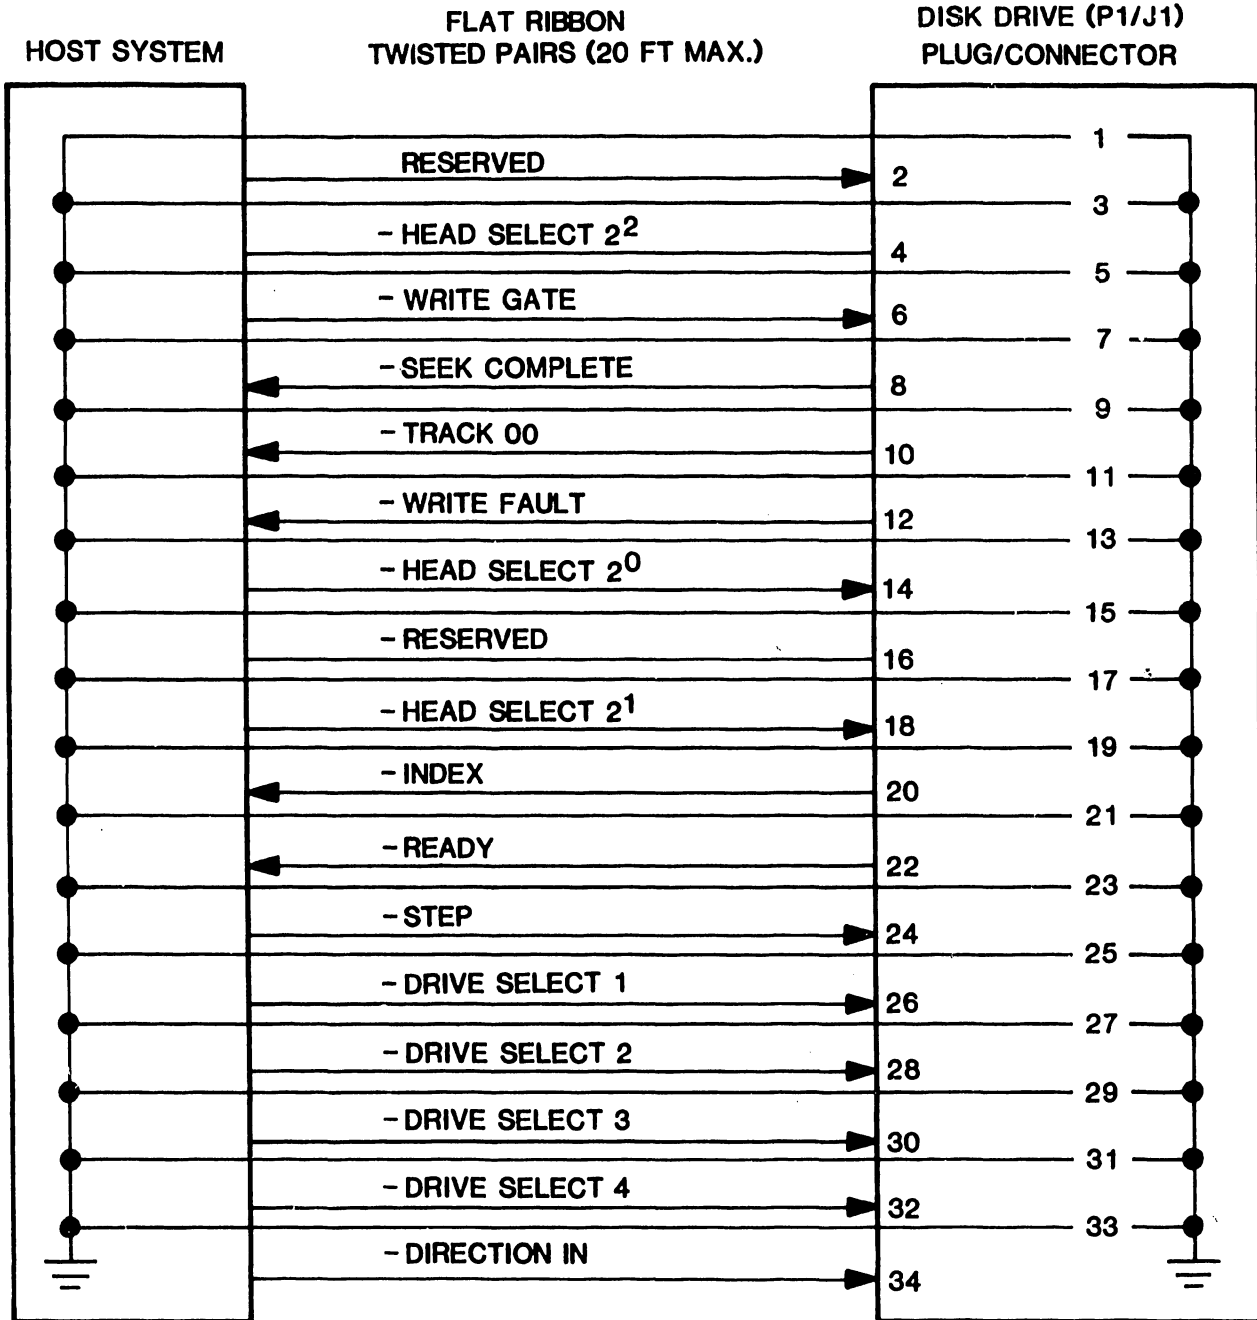 HOST SYSTEM
FLAT RIBBON
TWISTED PAIRS (20 FT MAX.)
DISK DRIVE (P1/J1)
PLUG/CONNECTOR
1
RESERVED
2
3
- HEAD SELECT 2²
4
5
- WRITE GATE
6
7
- SEEK COMPLETE
8
9
- TRACK 00
10
11
- WRITE FAULT
12
13
- HEAD SELECT 2⁰
14
15
- RESERVED
16
17
- HEAD SELECT 2¹
18
19
- INDEX
20
21
- READY
22
23
- STEP
24
25
- DRIVE SELECT 1
26
27
- DRIVE SELECT 2
28
29
- DRIVE SELECT 3
30
31
- DRIVE SELECT 4
32
33
- DIRECTION IN
34